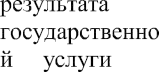 результата
государственно
й услуги